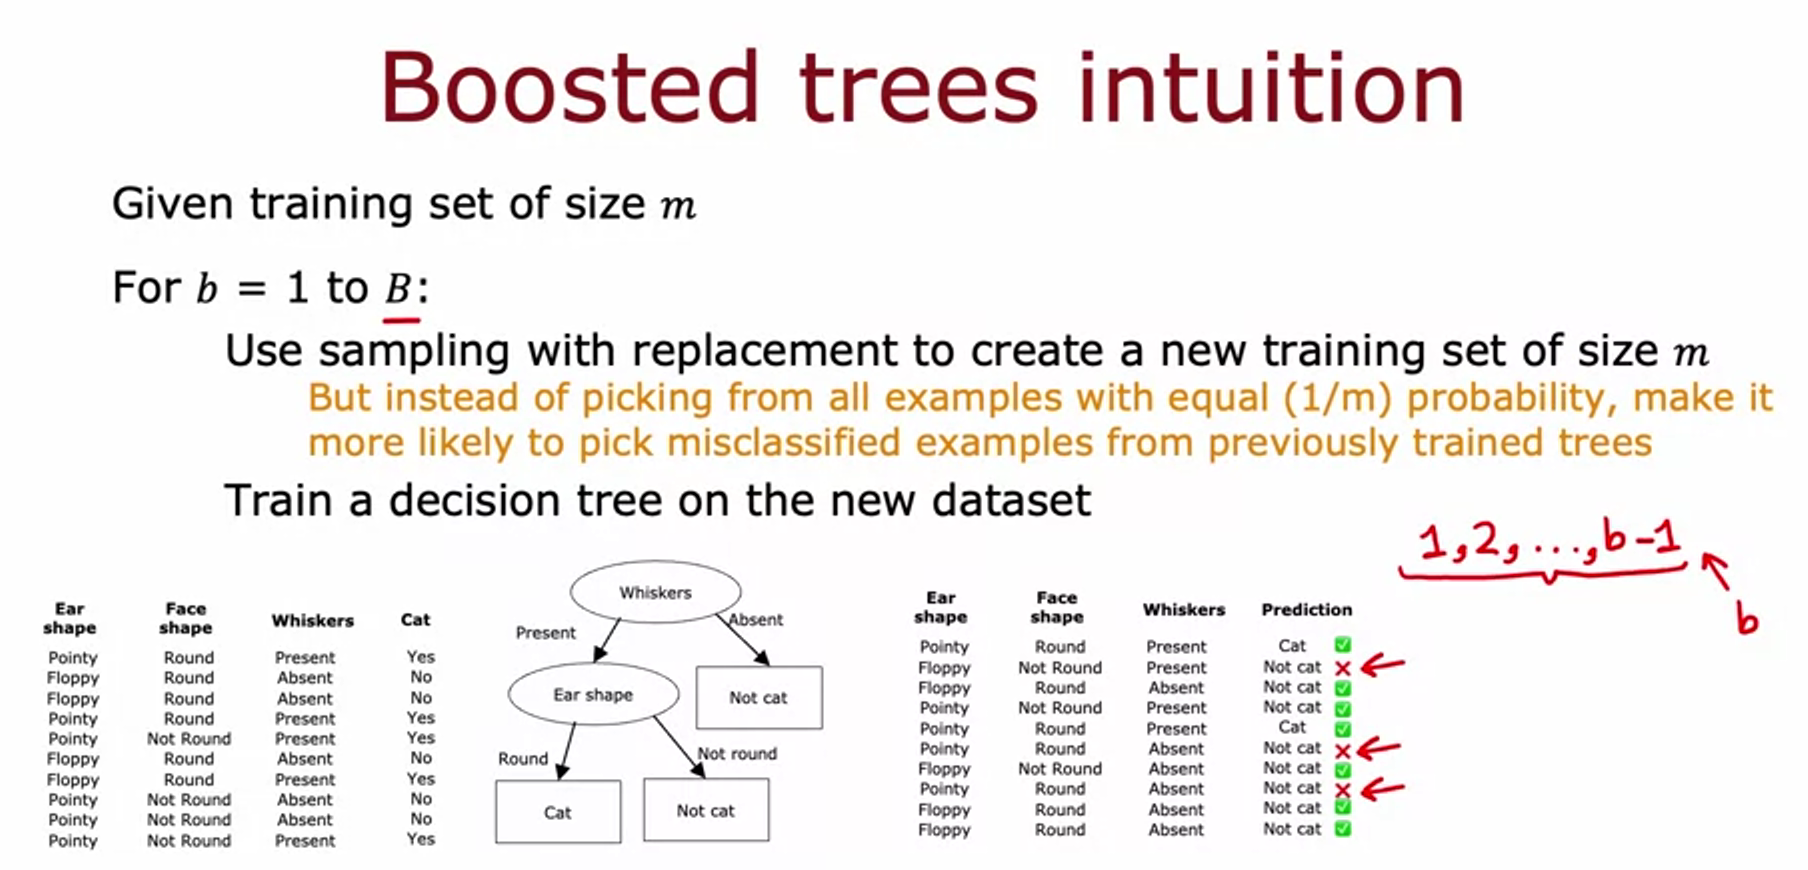 Boosted trees intuition
Given training set of size m
For b = 1 to B:
Use sampling with replacement to create a new training set of size m
But instead of picking from all examples with equal (1/m) probability, make it
more likely to pick misclassified examples from previously trained trees
Train a decision tree on the new dataset
1,2,...,b-1
b
Ear shape Face shape Whiskers Cat
Pointy Round Present Yes
Floppy Round Absent No
Floppy Round Absent No
Pointy Round Present Yes
Pointy Not Round Present Yes
Floppy Round Absent No
Floppy Round Present Yes
Pointy Not Round Absent No
Pointy Not Round Absent No
Pointy Not Round Present Yes
Whiskers
Present Absent
Ear shape Not cat
Round Not round
Cat Not cat
Ear shape Face shape Whiskers Prediction
Pointy Round Present Cat ✅
Floppy Not Round Present Not cat ❌
Floppy Round Absent Not cat ✅
Pointy Not Round Present Not cat ✅
Pointy Round Present Cat ✅
Pointy Round Absent Not cat ❌
Floppy Not Round Absent Not cat ✅
Pointy Round Absent Not cat ❌
Floppy Round Absent Not cat ✅
Floppy Round Absent Not cat ✅